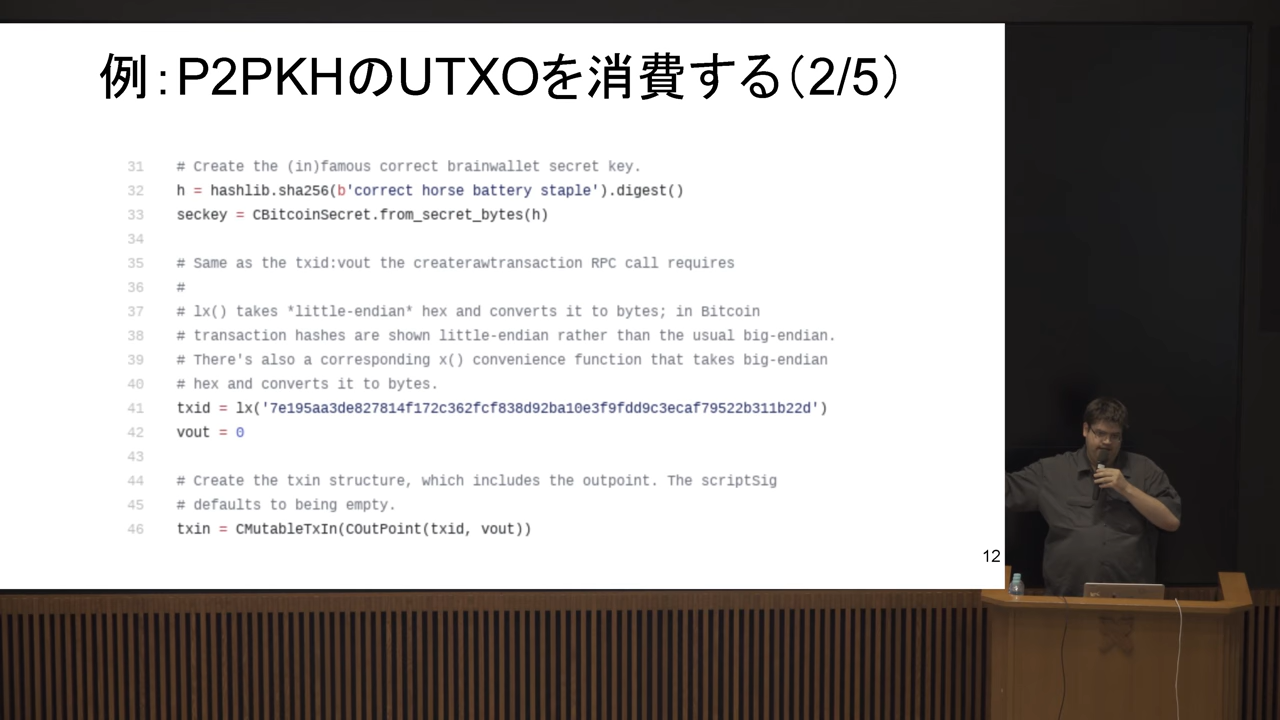 例：P2PKHのUTXOを消費する（2/5）
31 # Create the (in)famous correct brainwallet secret key.
32 h = hashlib.sha256(b'correct horse battery staple').digest()
33 seckey = CBitcoinSecret.from_secret_bytes(h)
34
35 # Same as the txid:vout the createrawtransaction RPC call requires
36 #
37 # lx() takes *little-endian* hex and converts it to bytes; in Bitcoin
38 # transaction hashes are shown little-endian rather than the usual big-endian.
39 # There's also a corresponding x() convenience function that takes big-endian
40 # hex and converts it to bytes.
41 txid = lx('7e195aa3de827814f172c362fcf838d92ba10e3f9fdd9c3ecaf79522b311b22d')
42 vout = 0
43
44 # Create the txin structure, which includes the outpoint. The scriptSig
45 # defaults to being empty.
46 txin = CMutableTxIn(COutPoint(txid, vout))
12